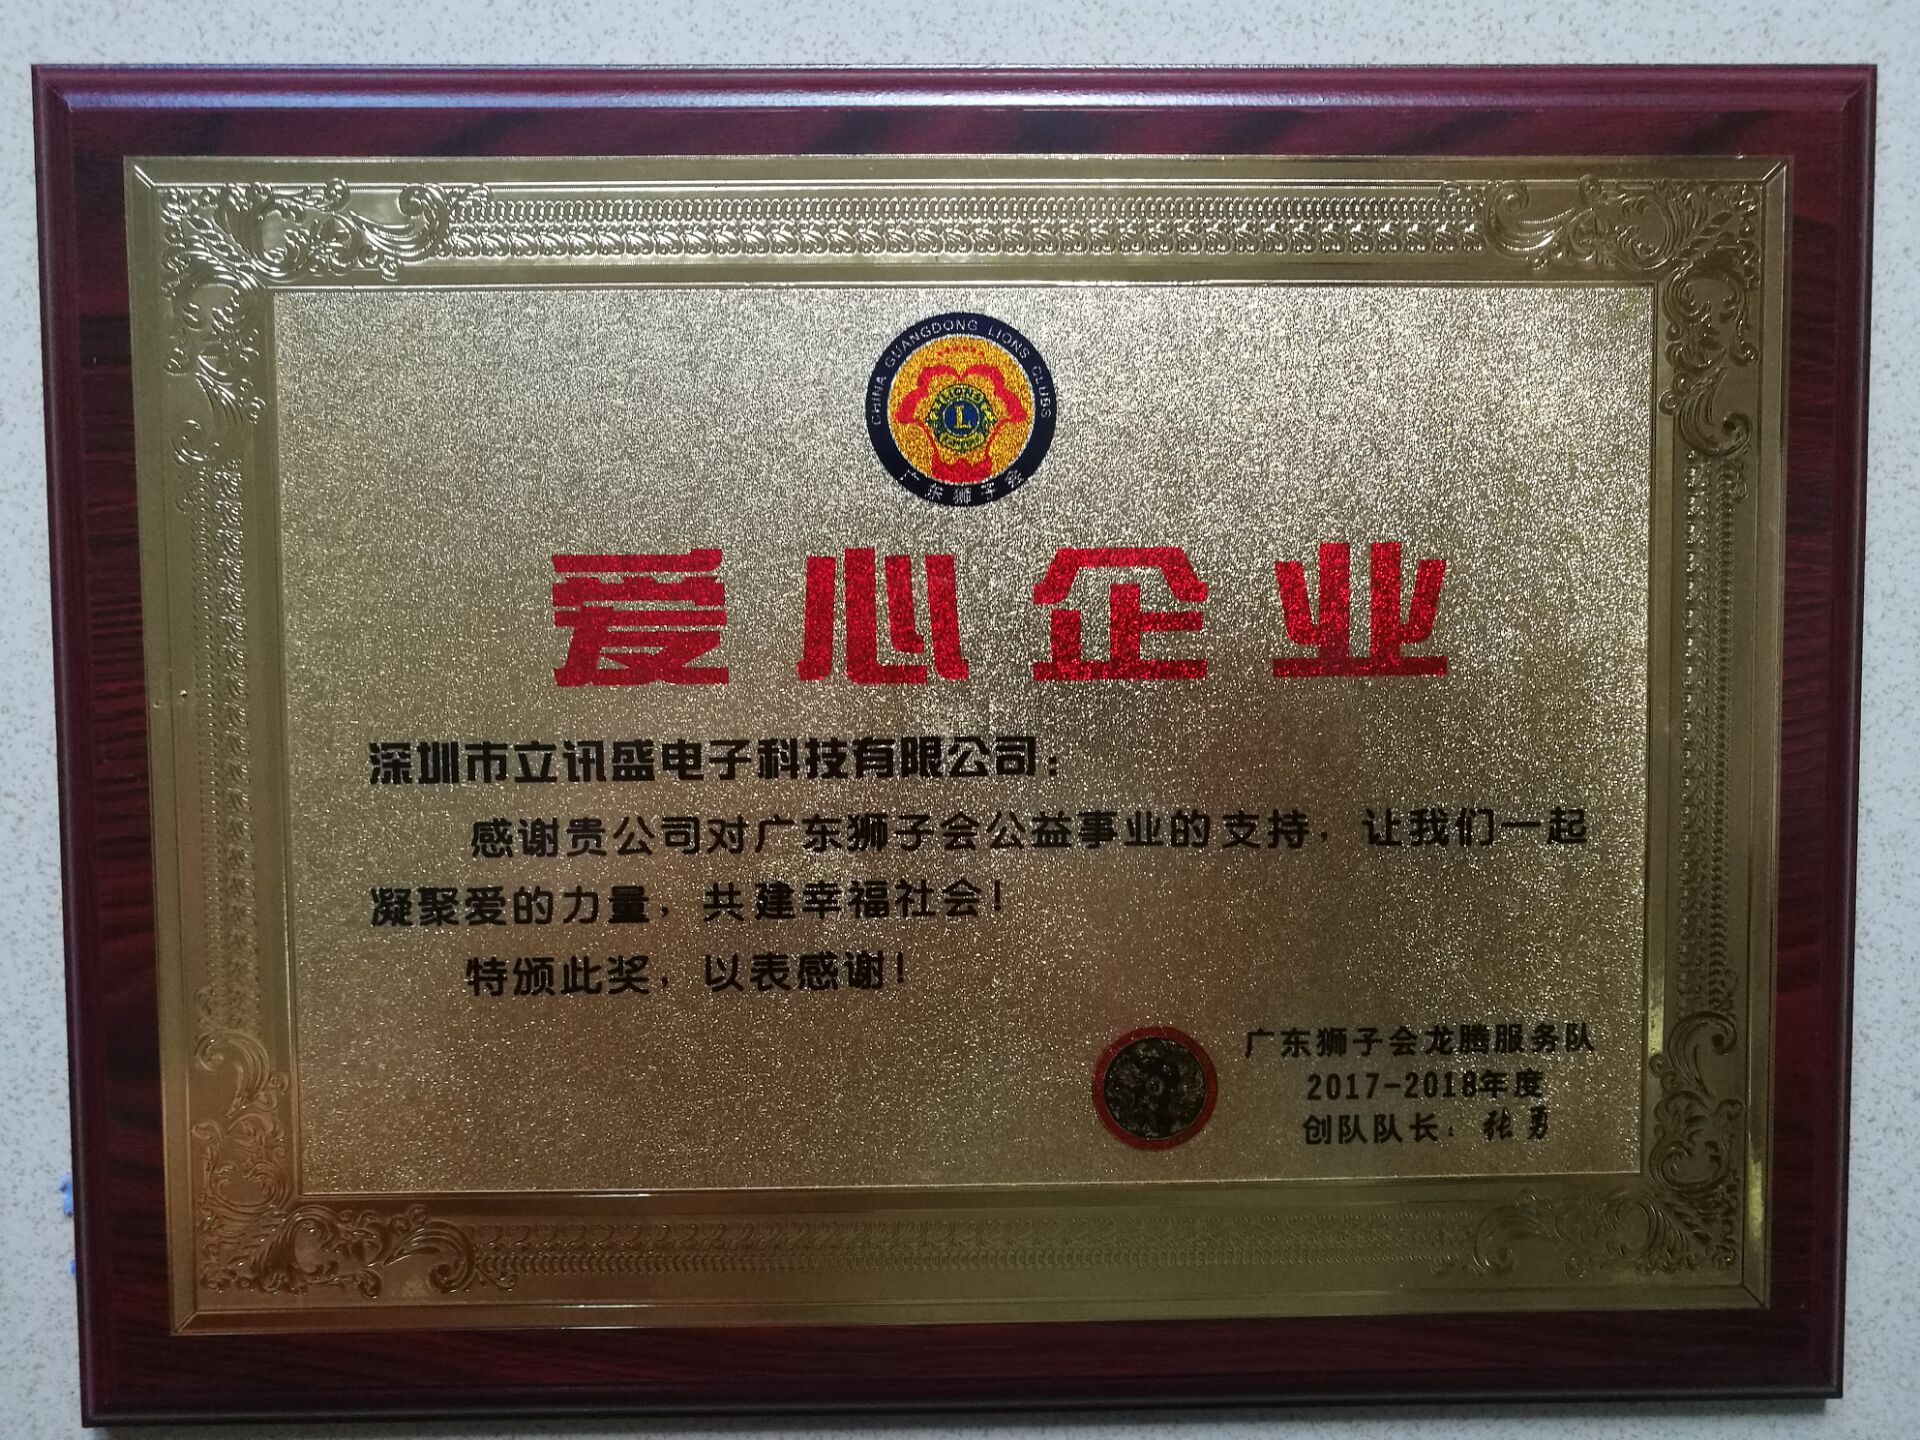 CHINA GUANGDONG LIONS CLUBS
LIONS
L
广东狮子会
爱心企业
深圳市立讯盛电子科技有限公司：
感谢贵公司对广东狮子会公益事业的支持，让我们一起
凝聚爱的力量，共建幸福社会！
特颁此奖，以表感谢！
广东狮子会龙腾服务队
2017-2018年度
创队队长：张勇